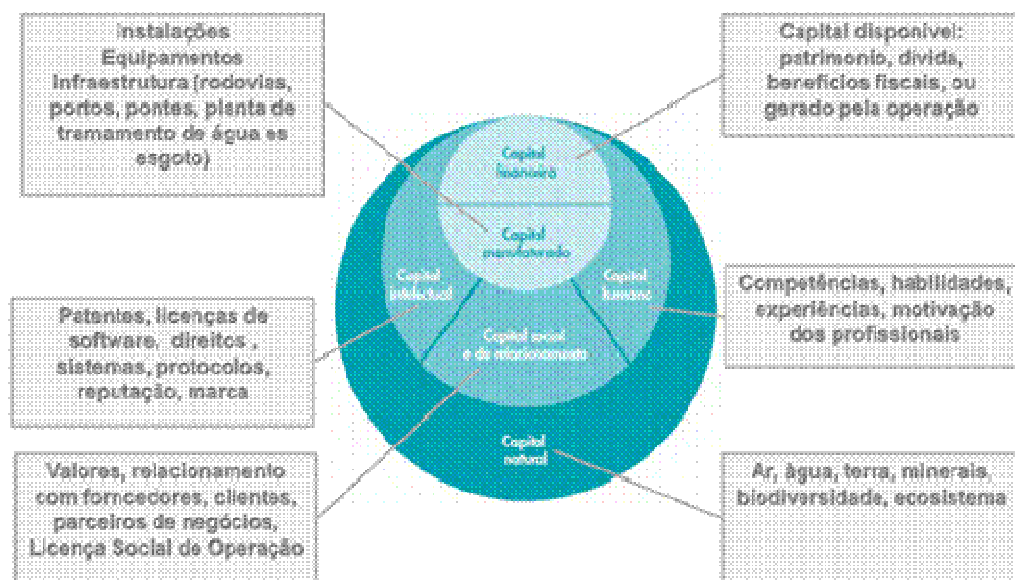 Instalações
Equipamentos
Infraestrutura (rodovias,
portos, pontes, planta de
tramamento de água es
esgoto)
Capital disponível:
patrimonio, divida,
beneficios fiscais, ou
gerado pela operação
Capital
financeiro
Capital
manufaturado
Capital
intelectual
Capital
humano
Capital social
e de relacionamento
Capital
natural
Patentes, licenças de
software, direitos,
sistemas, protocolos,
reputação, marca
Competências, habilidades,
experiências, motivação
dos profissionais
Valores, relacionamento
com forncedores, clientes,
parceiros de negócios,
Licença Social de Operação
Ar, água, terra, minerais,
biodiversidade, ecosistema